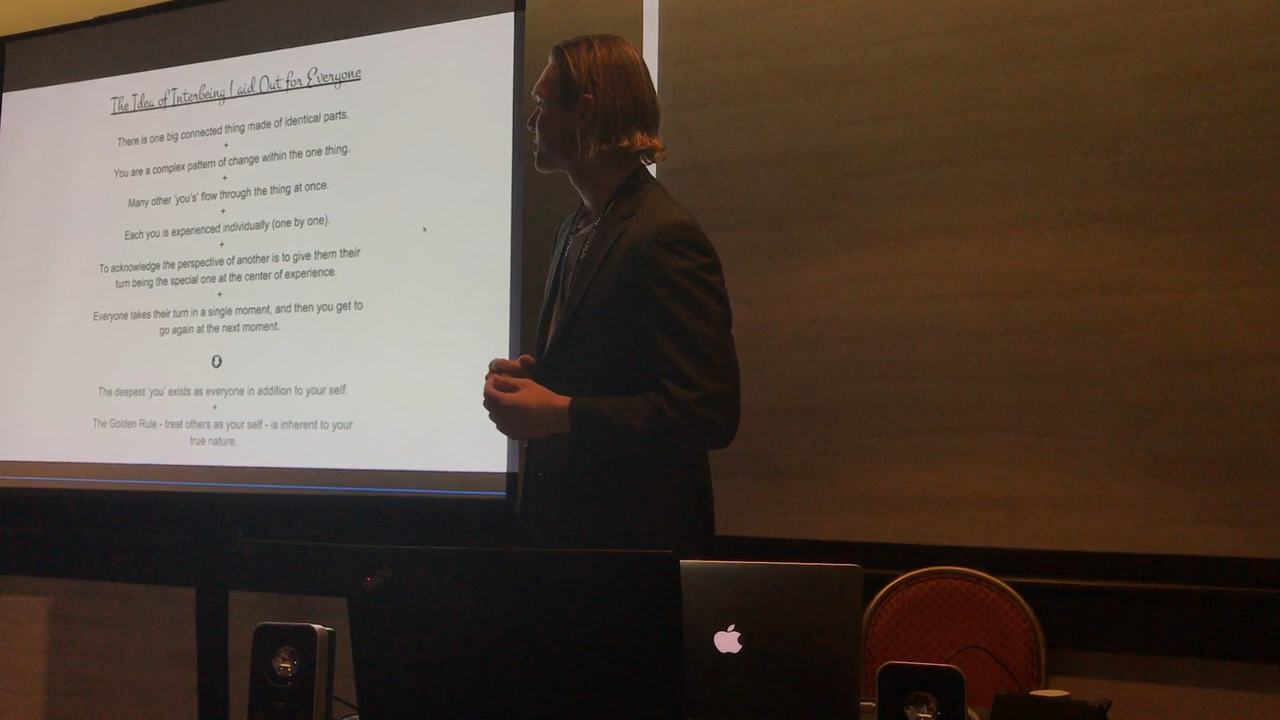 The Idea of Interbeing Laid Out for Everyone
There is one big connected thing made of identical parts.
+
You are a complex pattern of change within the one thing.
+
Many other 'you's' flow through the thing at once.
+
Each you is experienced individually (one by one).
+
To acknowledge the perspective of another is to give them their
turn being the special one at the center of experience.
+
Everyone takes their turn in a single moment, and then you get to
go again at the next moment.
The deepest 'you' exists as everyone in addition to your self.
+
The Golden Rule - treat others as your self - is inherent to your
true nature.